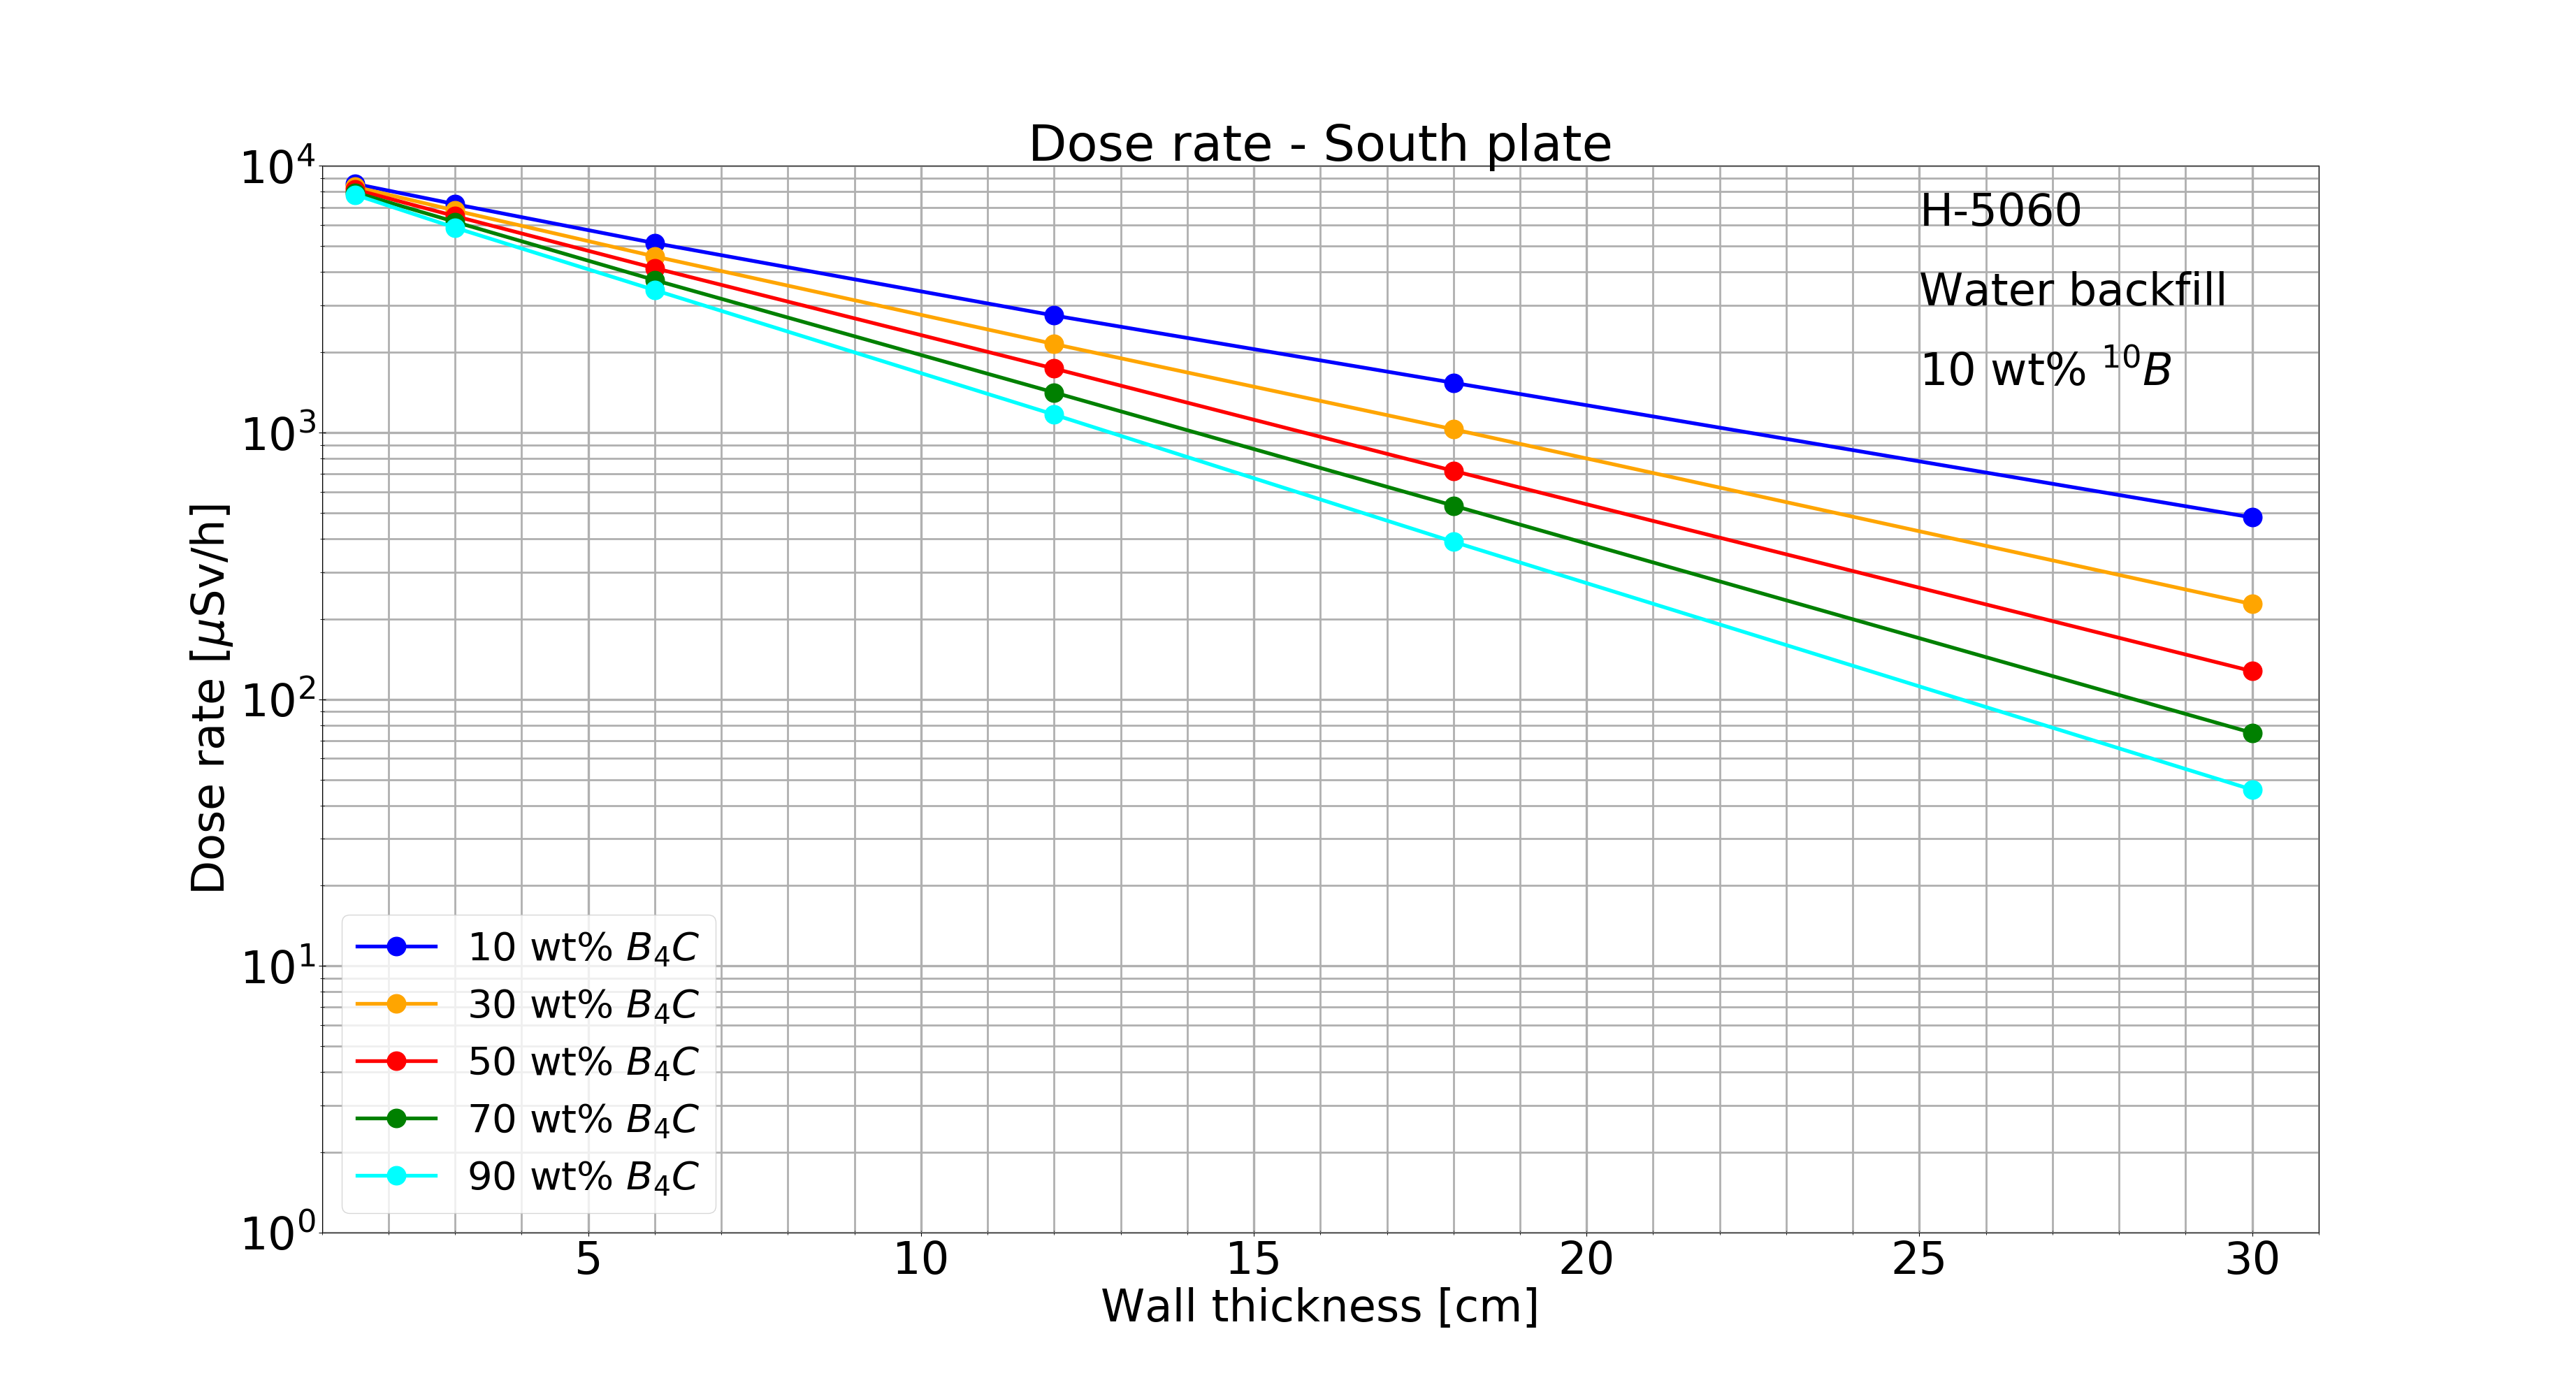 Dose rate - South plate
H-5060
Water backfill
10 wt% ¹⁰B
Dose rate [μSv/h]
10⁴
10³
10²
10¹
10⁰
10 wt% B₄C
30 wt% B₄C
50 wt% B₄C
70 wt% B₄C
90 wt% B₄C
5 10 15 20 25 30
Wall thickness [cm]